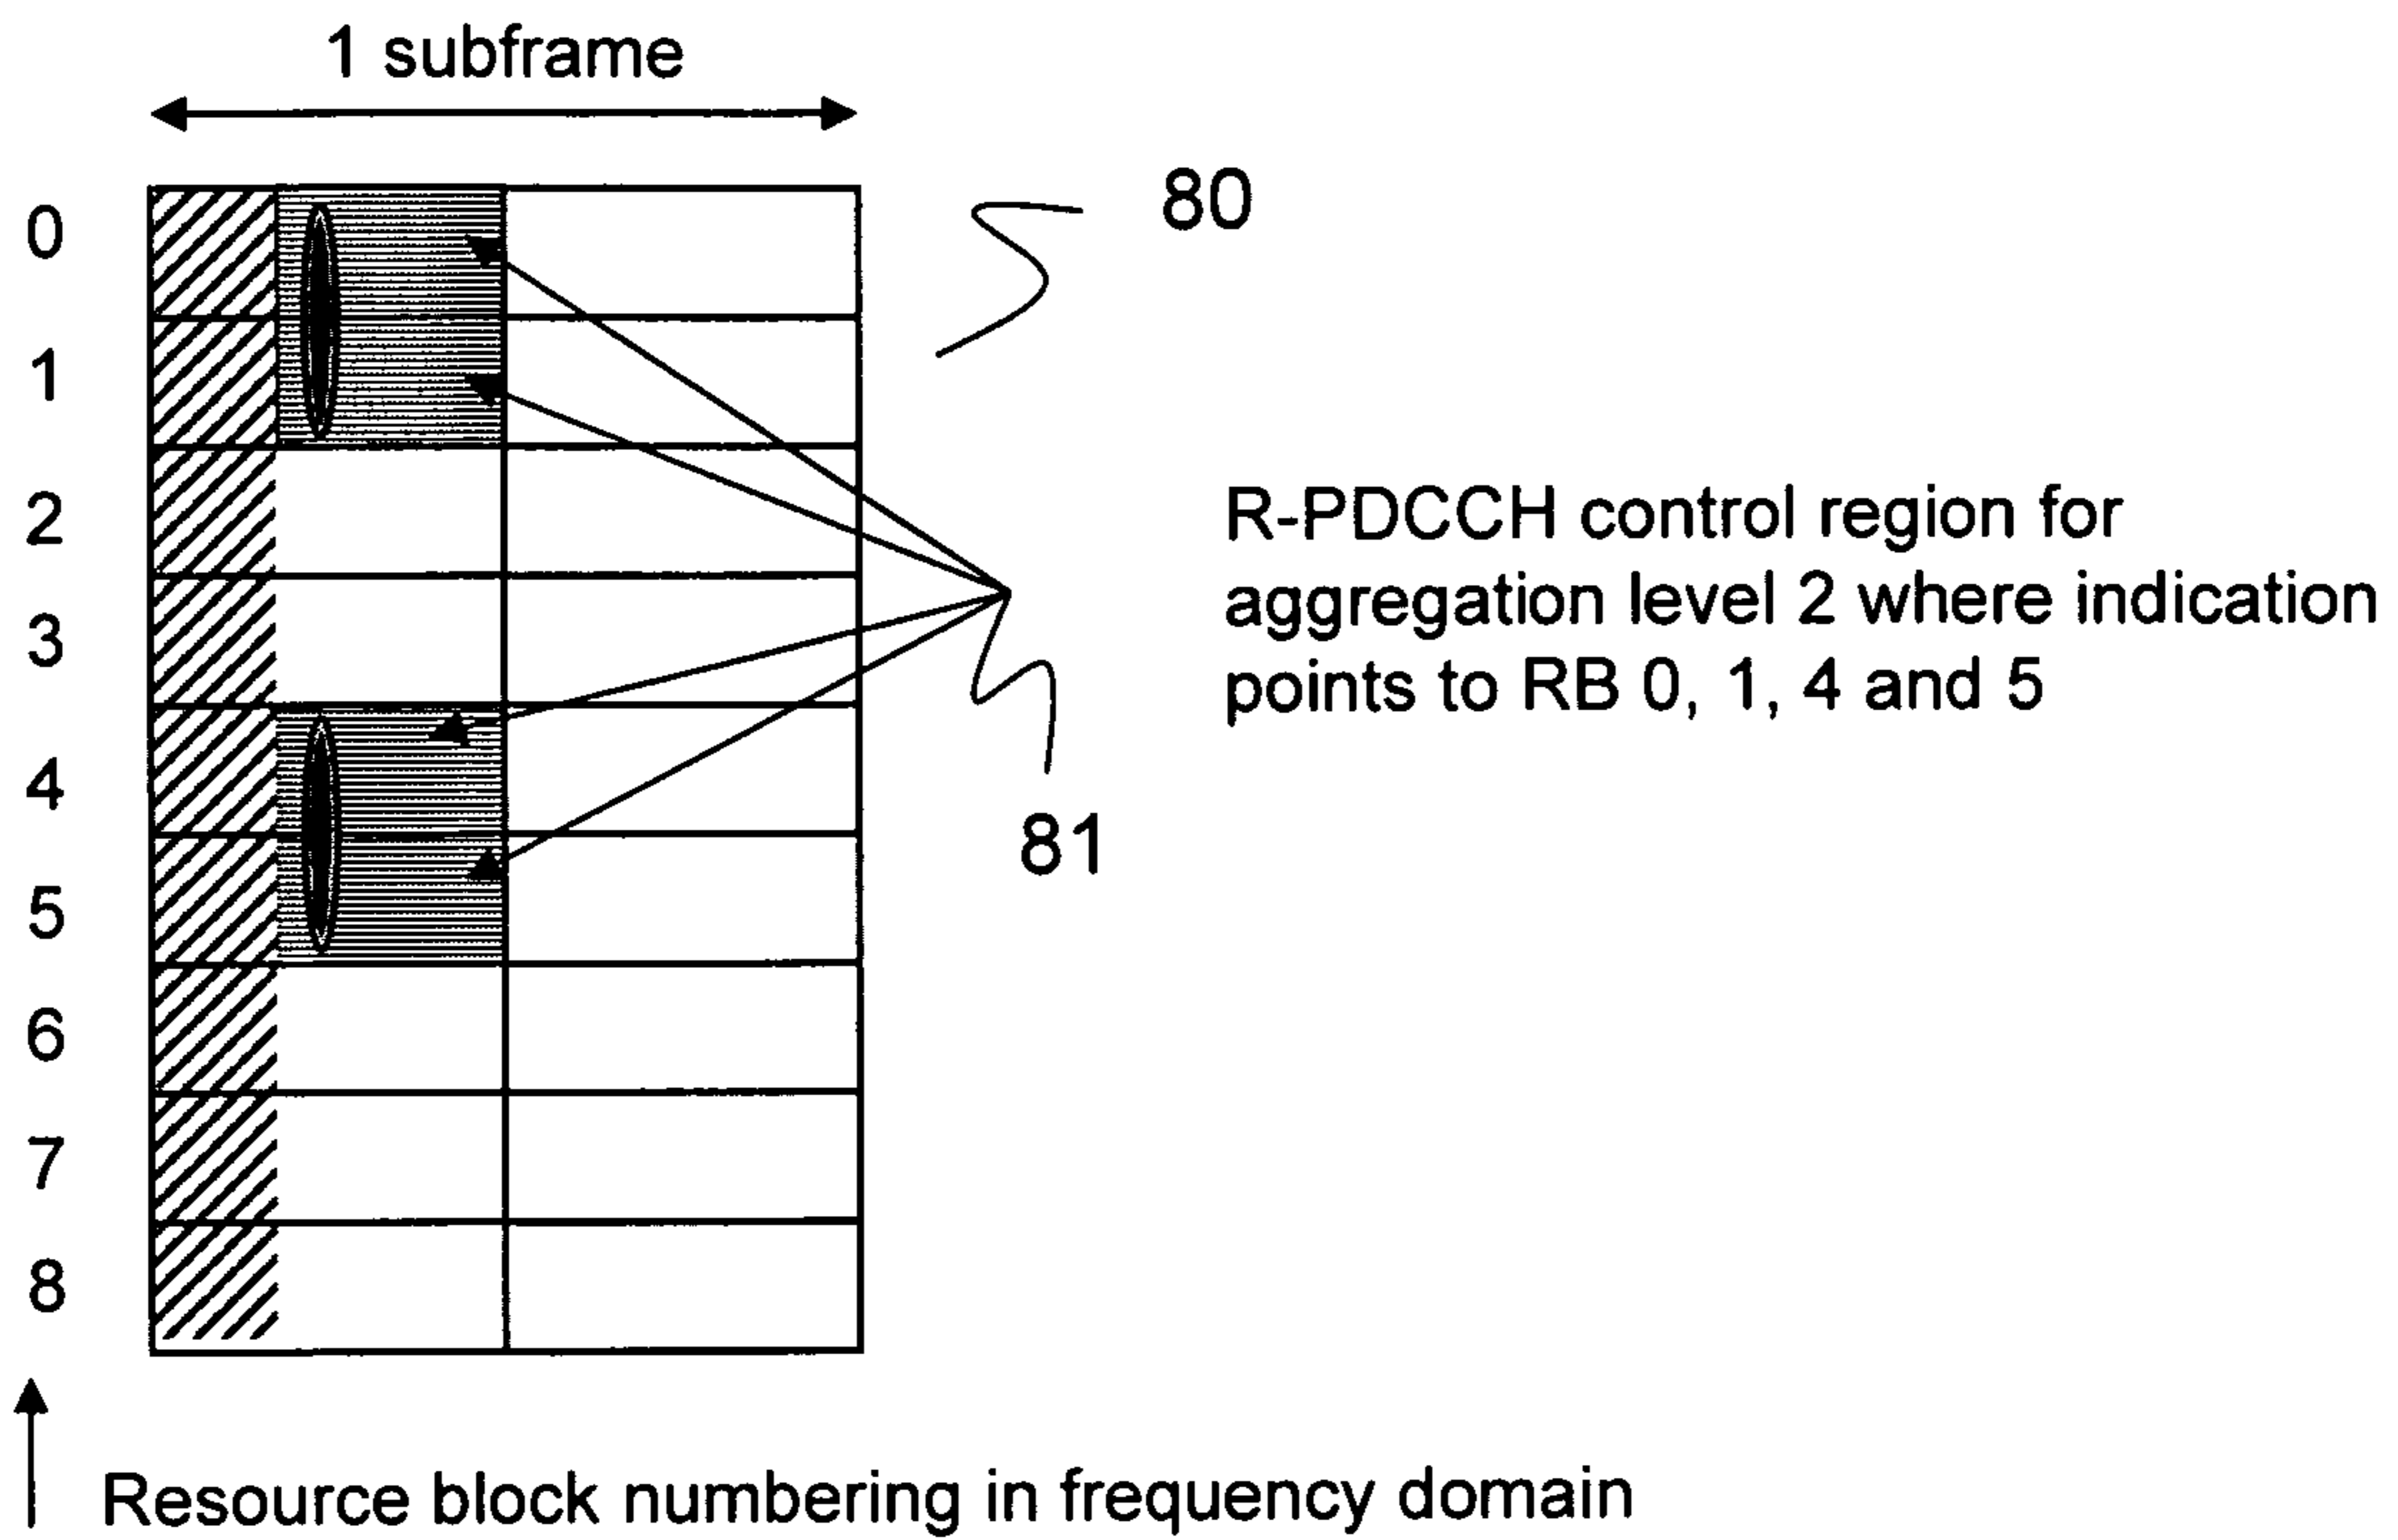 1 subframe
80
0
1
2
3
4
5
6
7
8
R-PDCCH control region for
aggregation level 2 where indication
points to RB 0, 1, 4 and 5
81
Resource block numbering in frequency domain